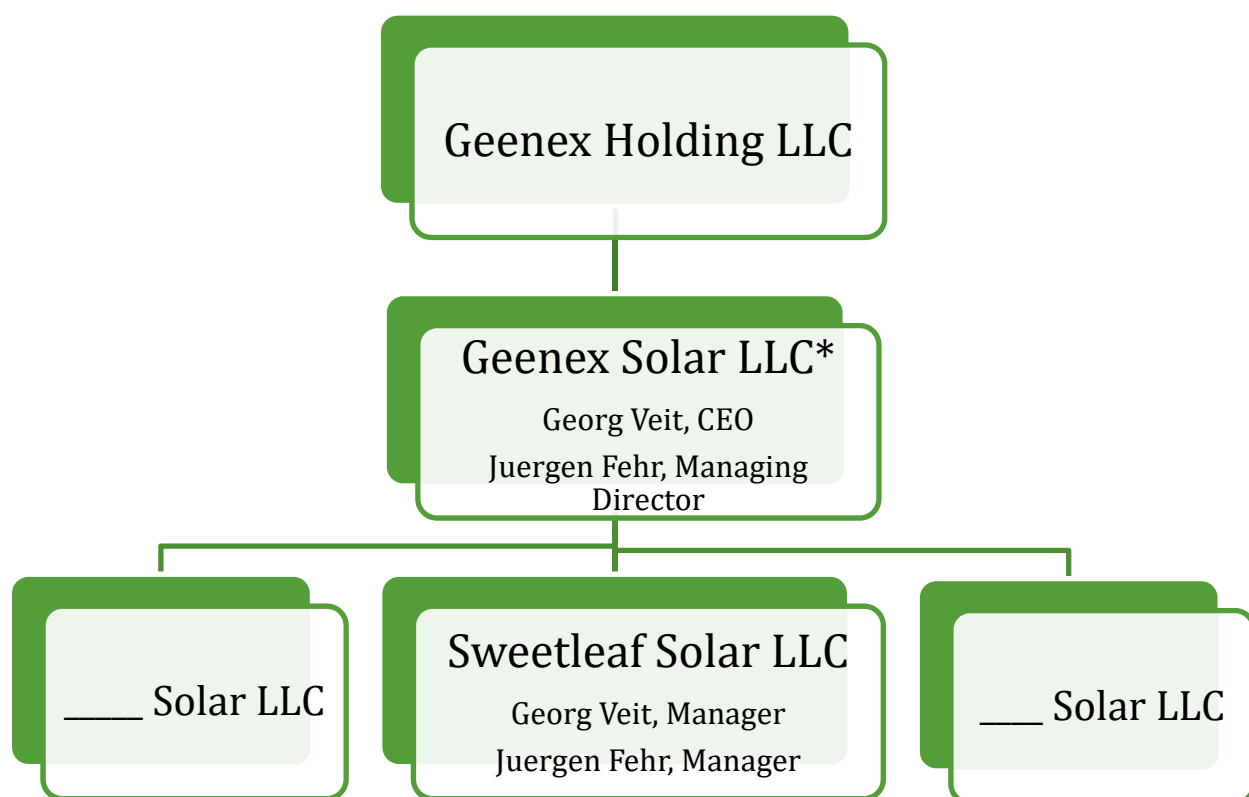 Geenex Holding LLC
Geenex Solar LLC*
Georg Veit, CEO
Juergen Fehr, Managing
Director
_____ Solar LLC
Sweetleaf Solar LLC
Georg Veit, Manager
Juergen Fehr, Manager
____ Solar LLC